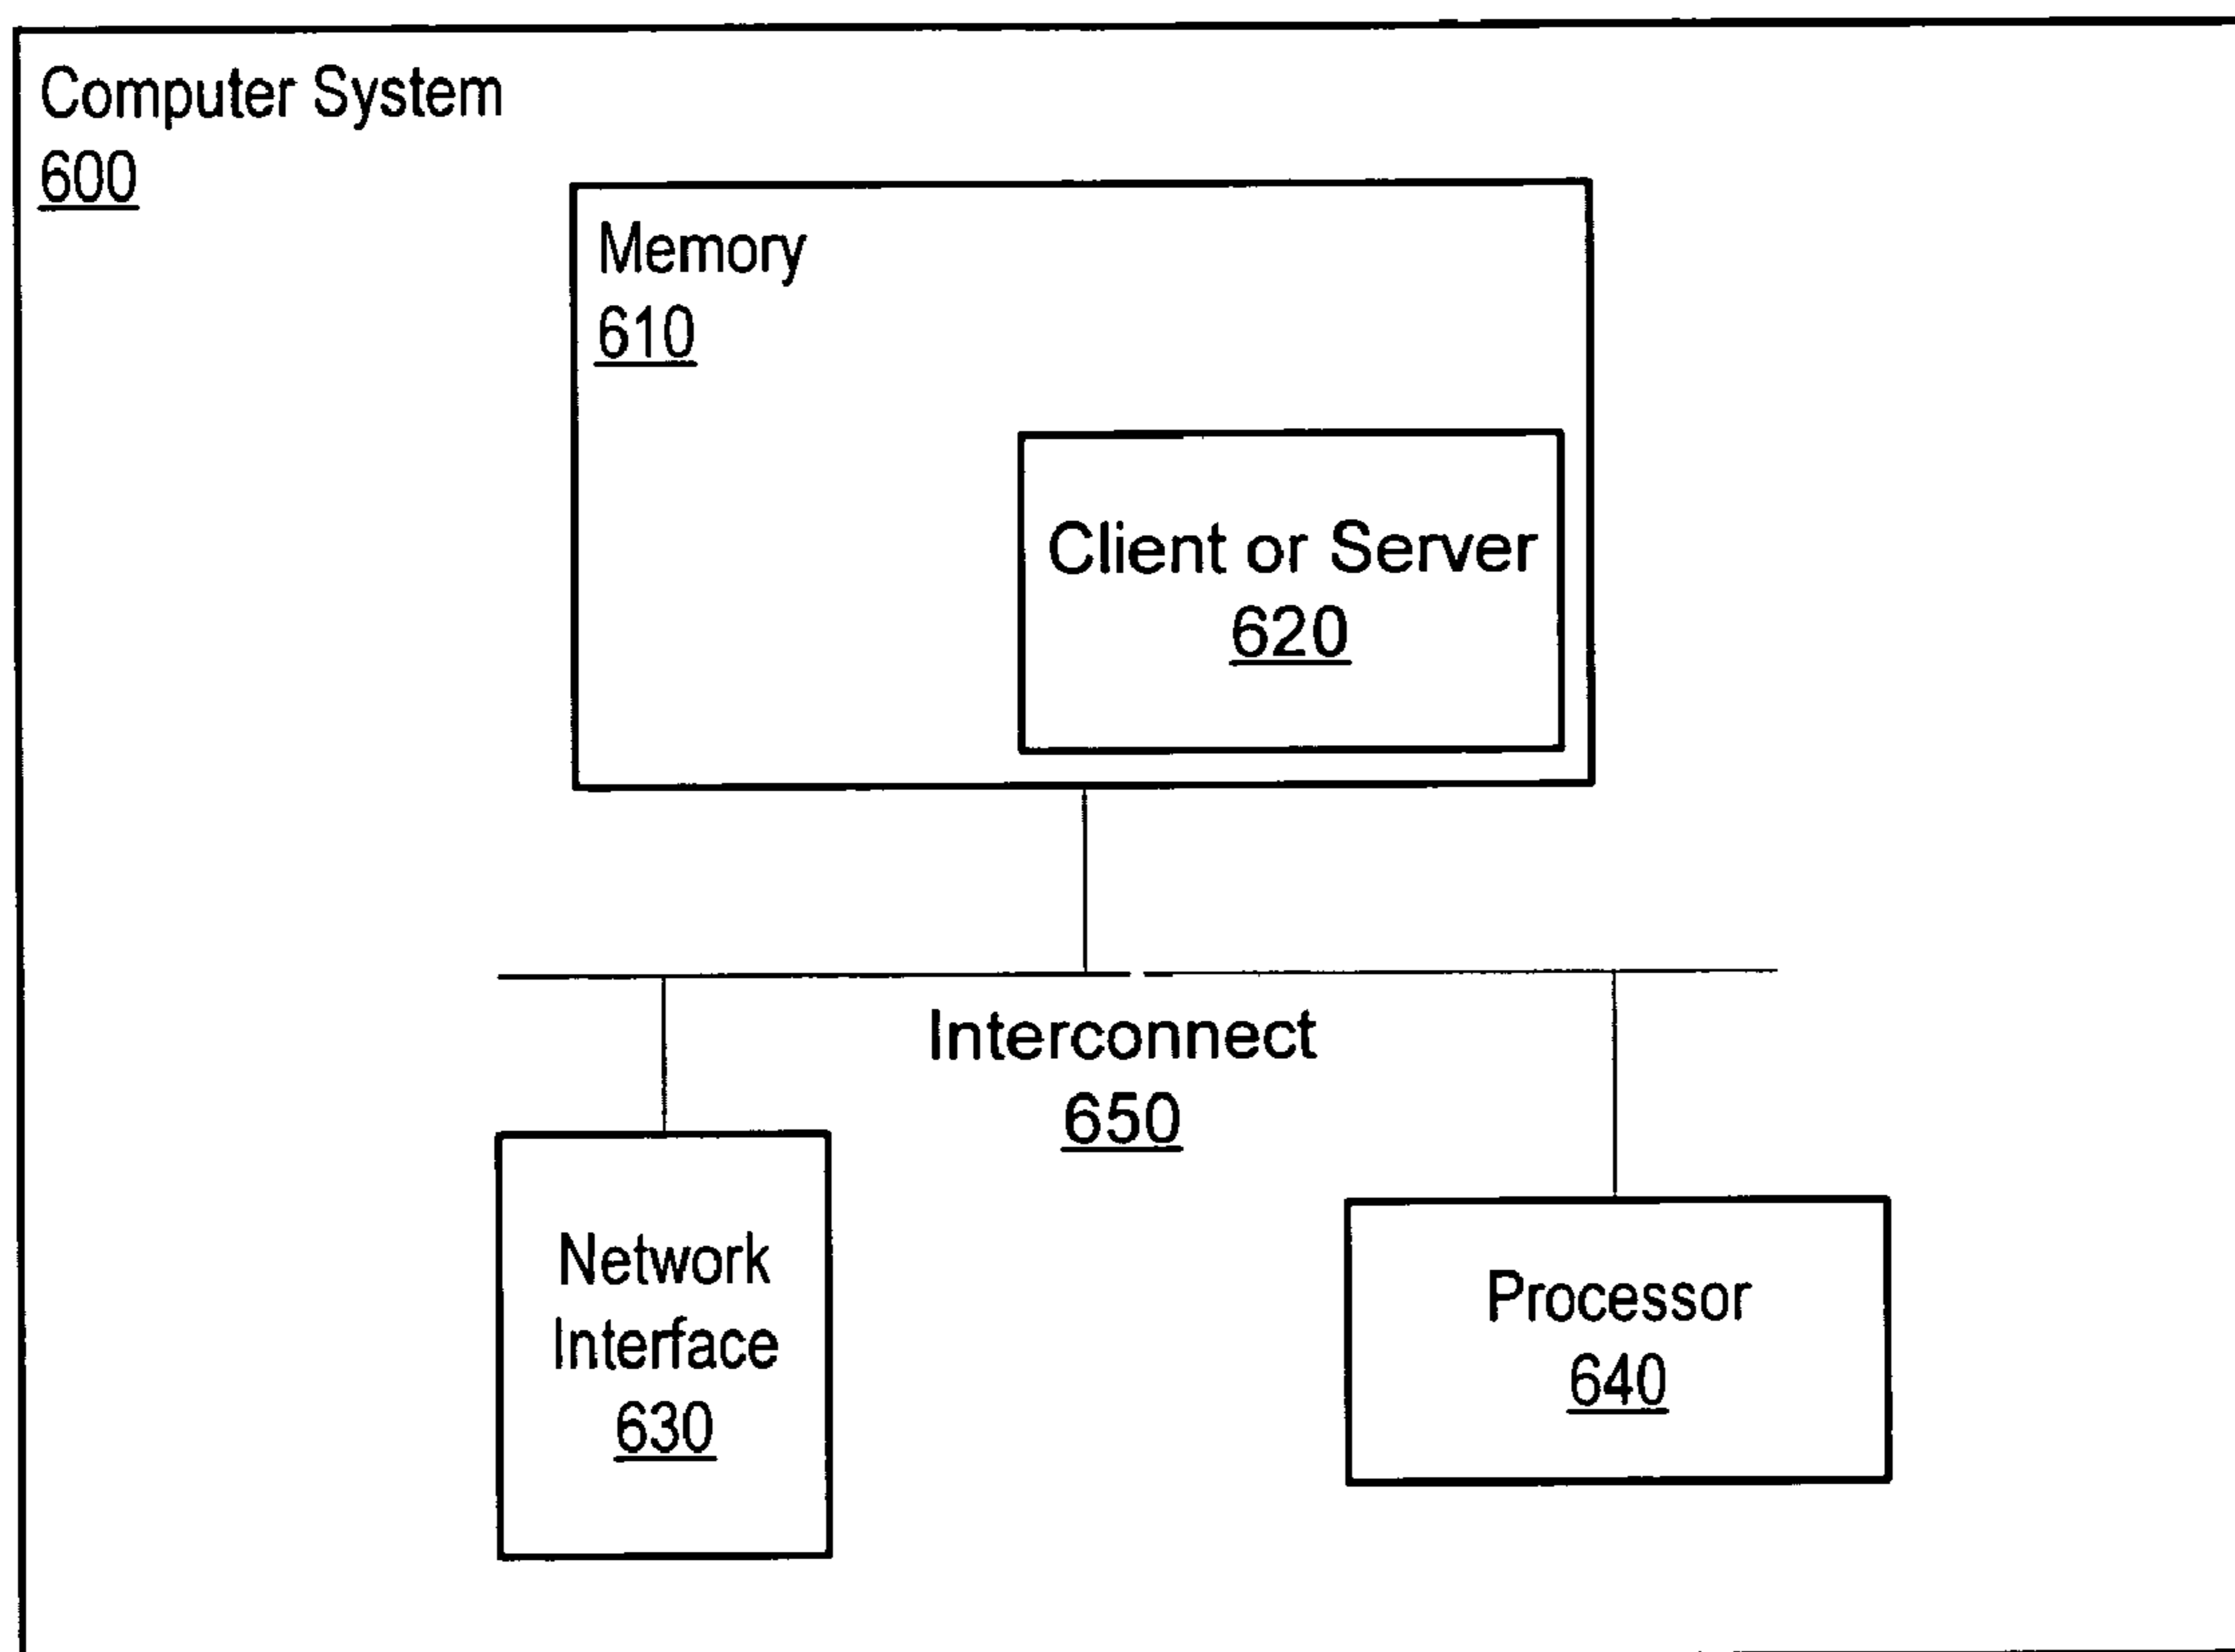 Computer System
600
Memory
610
Client or Server
620
Interconnect
650
Network
Interface
630
Processor
640